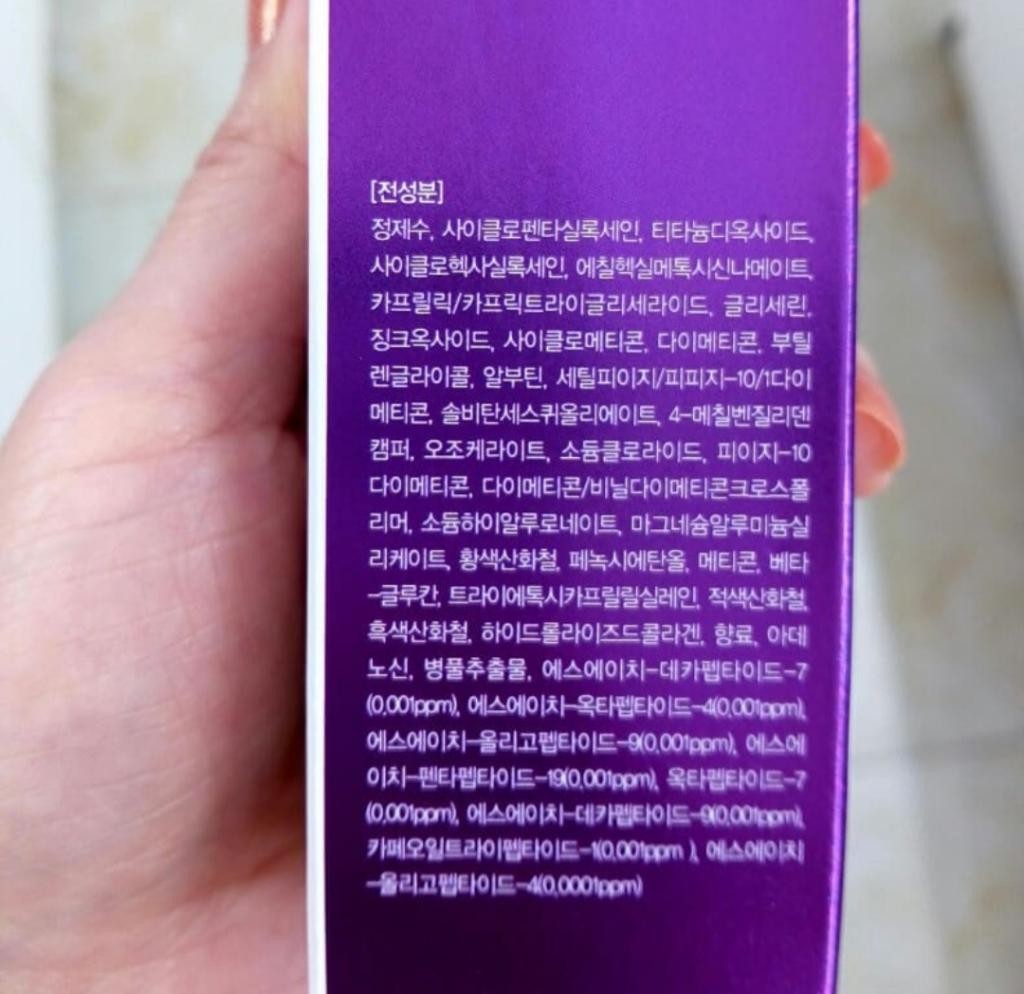 [전성분]
정제수, 사이클로펜타실록세인, 티타늄디옥사이드,
사이클로헥사실록세인, 에칠헥실메톡시신나메이트,
카프릴릭/카프릭트라이글리세라이드, 글리세린,
징크옥사이드, 사이클로메티콘, 다이메티콘, 부틸
렌글라이콜, 알부틴, 세틸피이지/피피지-10/1다이
메티콘, 솔비탄세스퀴올리에이트, 4-메칠벤질리덴
캠퍼, 오조케라이트, 소듐클로라이드, 피이지-10
다이메티콘, 다이메티콘/비닐다이메티콘크로스폴
리머, 소듐하이알루로네이트, 마그네슘알루미늄실
리케이트, 황색산화철, 페녹시에탄올, 메티콘, 베타
-글루칸, 트라이에톡시카프릴릴실레인, 적색산화철,
흑색산화철, 하이드롤라이즈드콜라겐, 향료, 아데
노신, 병풀추출물, 에스에이치-데카펩타이드-7
(0.001ppm), 에스에이치-옥타펩타이드-4(0.001ppm),
에스에이치-올리고펩타이드-9(0.001ppm), 에스에
이치-펜타펩타이드-19(0.001ppm), 옥타펩타이드-7
(0.001ppm), 에스에이치-데카펩타이드-9(0.001ppm),
카페오일트라이펩타이드-1(0.001ppm ), 에스에이치
-올리고펩타이드-4(0.0001ppm)